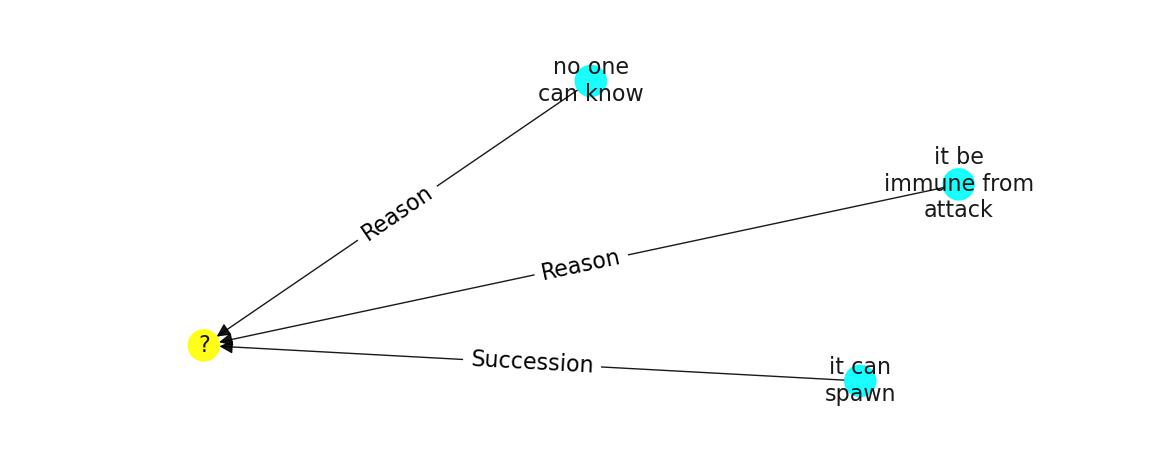 no one
can know
it be
immune from
attack
Reason
Reason
?
Succession
it can
spawn